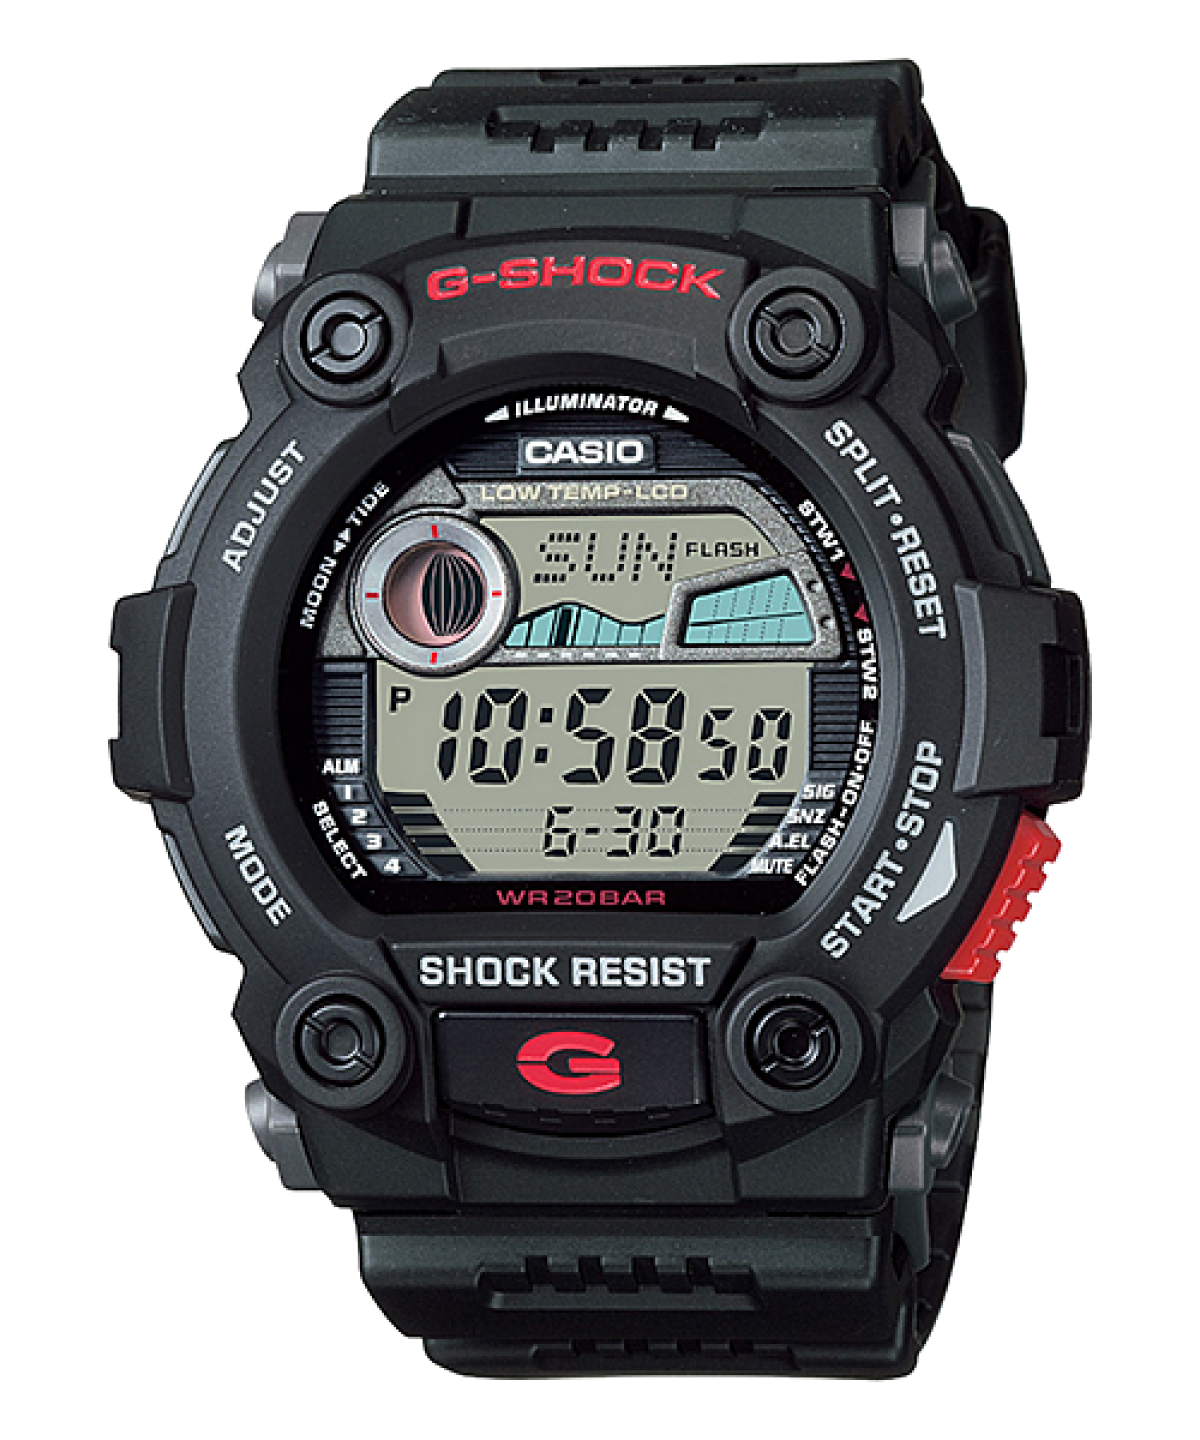 G-SHOCK
ILLUMINATOR
CASIO
LOW TEMP-LCD
ADJUST
MOON TIDE
SPLIT•RESET
STW1
STW2
SUN FLASH
P 10:58 50
6-30
ALM
1
2
3
4
SELECT
SIG
SNZ
A.EL
MUTE
FLASH-ON•OFF
MODE
START•STOP
WR20BAR
SHOCK RESIST
G